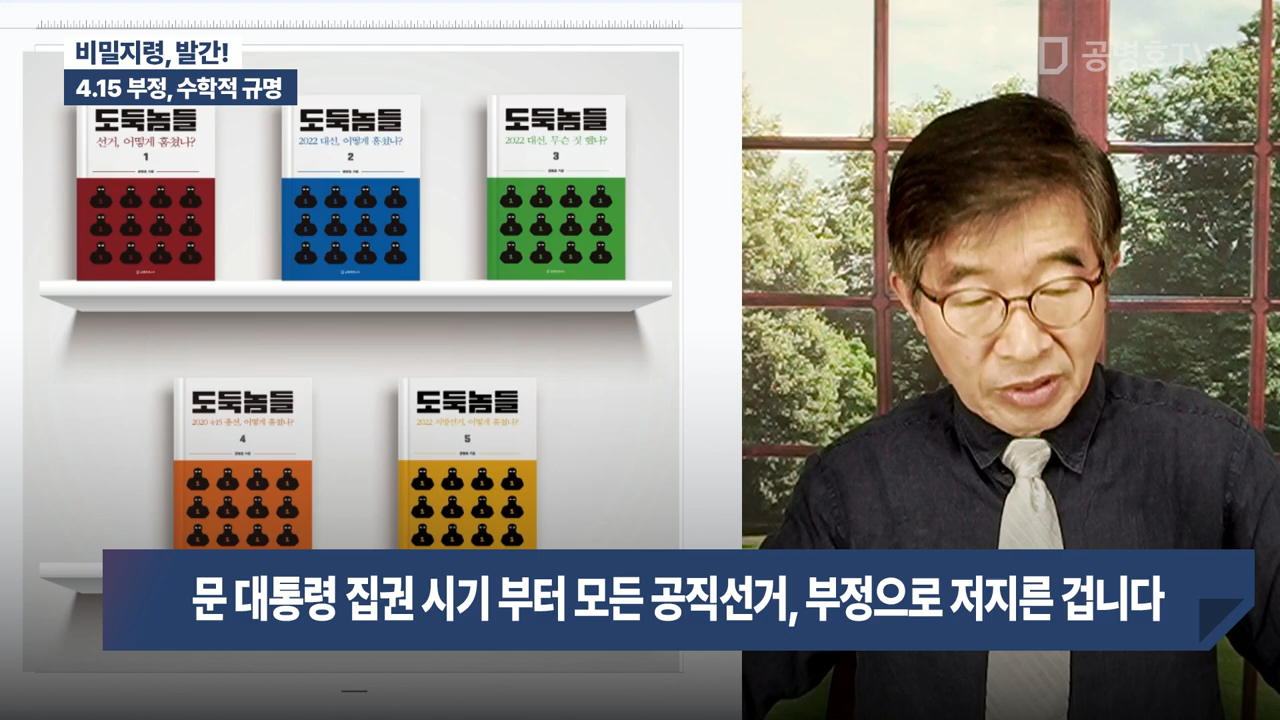 비밀지령, 발간!
4.15 부정, 수학적 규명
공병호TV
도둑놈들
선거, 어떻게 훔쳤나?
1
도둑놈들
2022 대선, 어떻게 훔쳤나?
2
도둑놈들
2022 대선, 무슨 짓 했나?
3
도둑놈들
2020 4·15 총선, 어떻게 훔쳤나?
4
도둑놈들
2022 지방선거, 어떻게 훔쳤나?
5
문 대통령 집권 시기 부터 모든 공직선거, 부정으로 저지른 겁니다